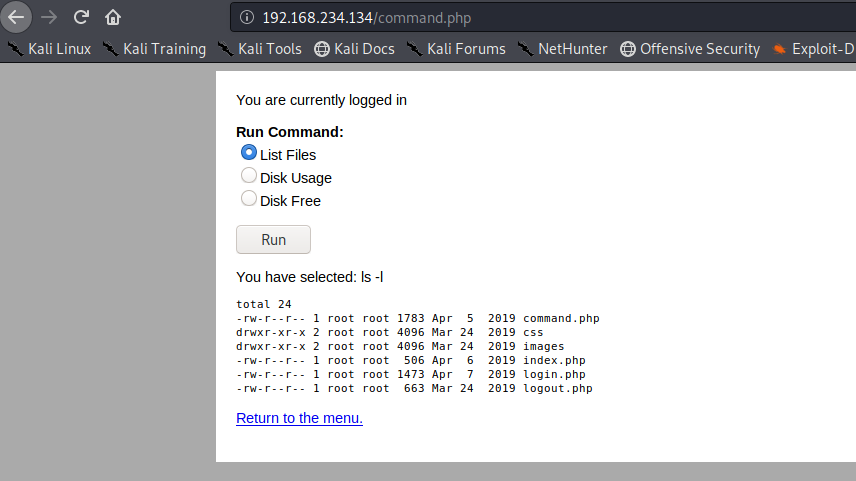 192.168.234.134/command.php
Kali Linux Kali Training Kali Tools Kali Docs Kali Forums NetHunter Offensive Security Exploit-D
You are currently logged in
Run Command:
List Files
Disk Usage
Disk Free
Run
You have selected: ls -l
total 24
-rw-r--r-- 1 root root 1783 Apr  5  2019 command.php
drwxr-xr-x 2 root root 4096 Mar 24  2019 css
drwxr-xr-x 2 root root 4096 Mar 24  2019 images
-rw-r--r-- 1 root root  506 Apr  6  2019 index.php
-rw-r--r-- 1 root root 1473 Apr  7  2019 login.php
-rw-r--r-- 1 root root  663 Mar 24  2019 logout.php
Return to the menu.